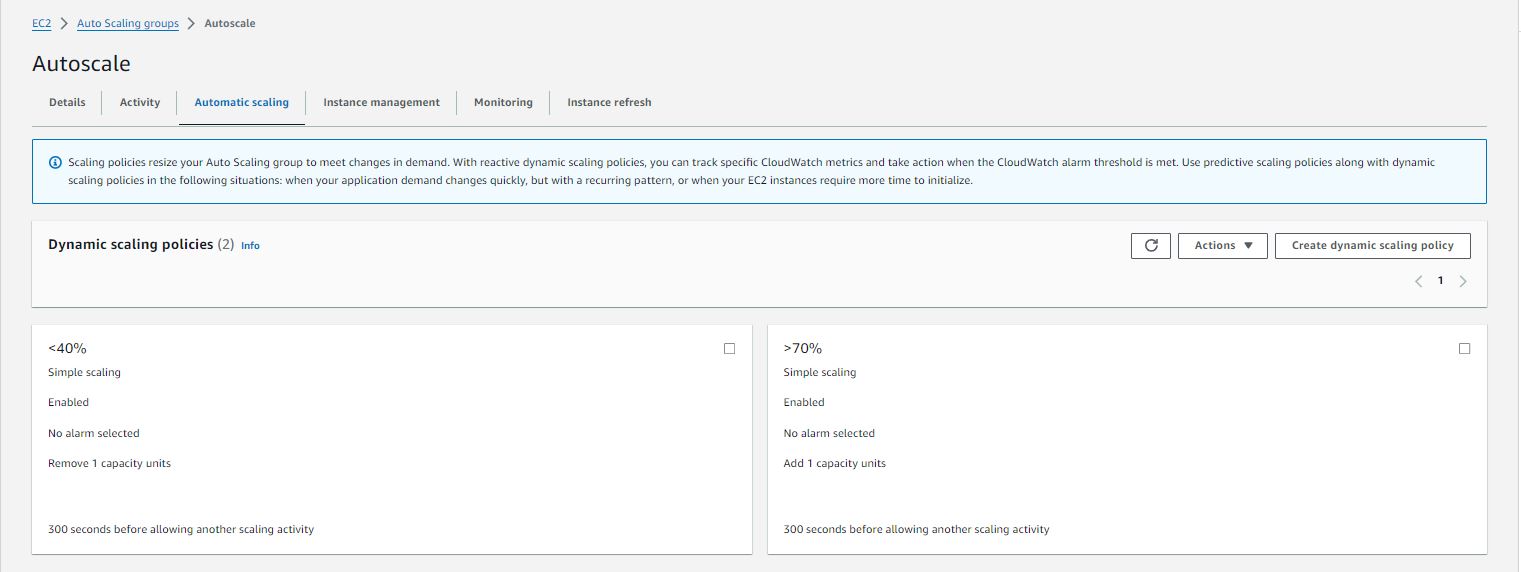 EC2 > Auto Scaling groups > Autoscale
Autoscale
Details Activity Automatic scaling Instance management Monitoring Instance refresh
Scaling policies resize your Auto Scaling group to meet changes in demand. With reactive dynamic scaling policies, you can track specific CloudWatch metrics and take action when the CloudWatch alarm threshold is met. Use predictive scaling policies along with dynamic
scaling policies in the following situations: when your application demand changes quickly, but with a recurring pattern, or when your EC2 instances require more time to initialize.
Dynamic scaling policies (2) Info
Actions
Create dynamic scaling policy
1
<40%
Simple scaling
Enabled
No alarm selected
Remove 1 capacity units
300 seconds before allowing another scaling activity
>70%
Simple scaling
Enabled
No alarm selected
Add 1 capacity units
300 seconds before allowing another scaling activity